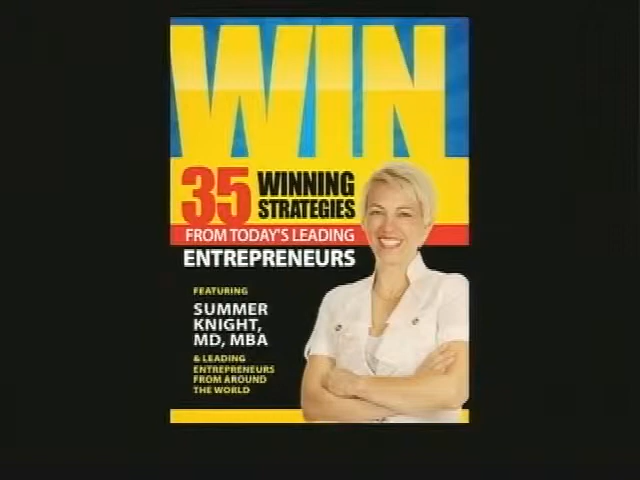 WIN
35 WINNING
STRATEGIES
FROM TODAY'S LEADING
ENTREPRENEURS
FEATURING
SUMMER
KNIGHT,
MD, MBA
& LEADING
ENTREPRENEURS
FROM AROUND
THE WORLD